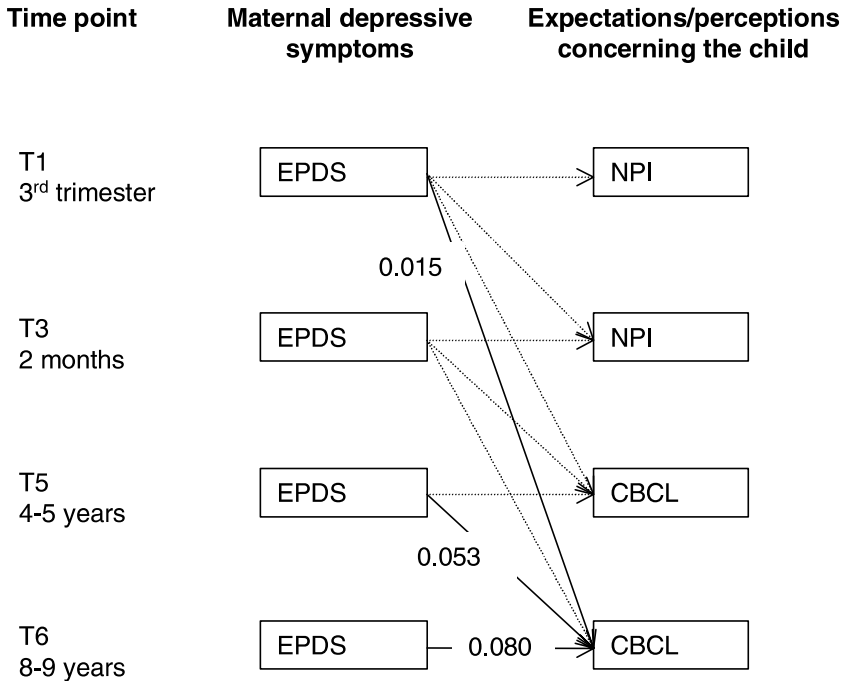 Time point
Maternal depressive
symptoms
Expectations/perceptions
concerning the child
T1
3rd trimester
EPDS
NPI
0.015
T3
2 months
EPDS
NPI
T5
4-5 years
EPDS
CBCL
0.053
T6
8-9 years
EPDS
0.080
CBCL